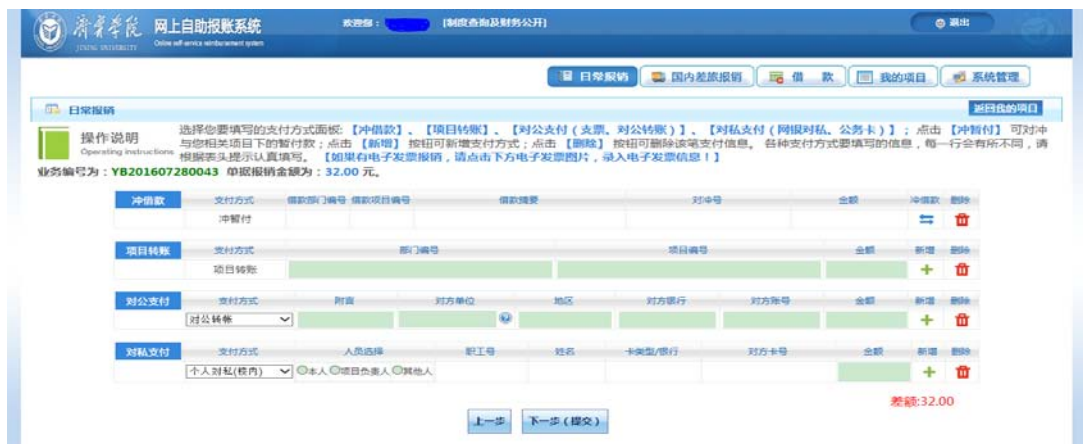 济宁学院 网上自助报账系统 欢迎您： [制度查询及财务公开] 退出
JINING UNIVERSITY Online self-service reimbursement system
日常报销 国内差旅报销 借 款 我的项目 系统管理
日常报销 返回我的项目
操作说明
Operating instructions
选择您要填写的支付方式面板:【冲借款】、【项目转账】、【对公支付（支票、对公转账）】、【对私支付（网银对私、公务卡）】；点击【冲暂付】可对冲
与您相关项目下的暂付款；点击【新增】按钮可新增支付方式；点击【删除】按钮可删除该笔支付信息。各种支付方式要填写的信息，每一行会有所不同，请
根据表头提示认真填写。【如果有电子发票报销，请点击下方电子发票图片，录入电子发票信息！】
业务编号为：YB201607280043 单据报销金额为：32.00 元。
冲借款 支付方式 借款部门编号 借款项目编号 借款摘要 对冲号 金额 冲借款 删除
冲暂付
项目转账 支付方式 部门编号 项目编号 金额 新增 删除
项目转账
对公支付 支付方式 附言 对方单位 地区 对方银行 对方账号 金额 新增 删除
对公转帐
对私支付 支付方式 人员选择 职工号 姓名 卡类型/银行 对方卡号 金额 新增 删除
个人对私(校内) 本人 项目负责人 其他人
差额:32.00
上一步 下一步（提交）